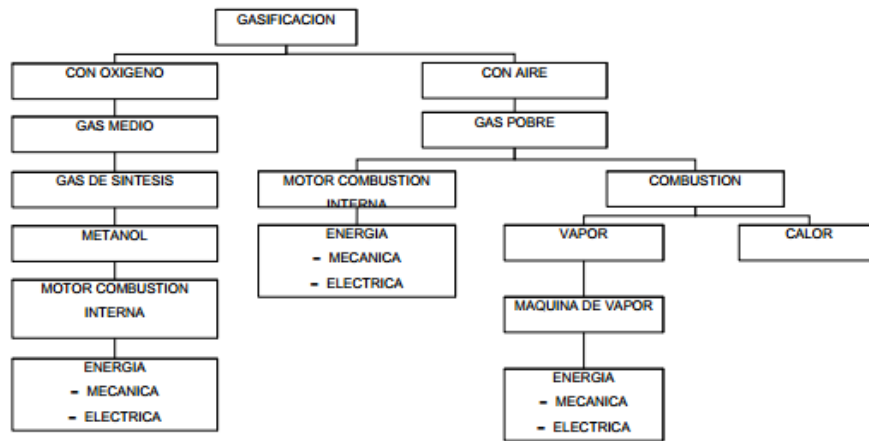 GASIFICACION
CON OXIGENO
CON AIRE
GAS MEDIO
GAS POBRE
GAS DE SINTESIS
MOTOR COMBUSTION
INTERNA
COMBUSTION
METANOL
ENERGIA
- MECANICA
- ELECTRICA
VAPOR
CALOR
MOTOR COMBUSTION
INTERNA
MAQUINA DE VAPOR
ENERGIA
- MECANICA
- ELECTRICA
ENERGIA
- MECANICA
- ELECTRICA